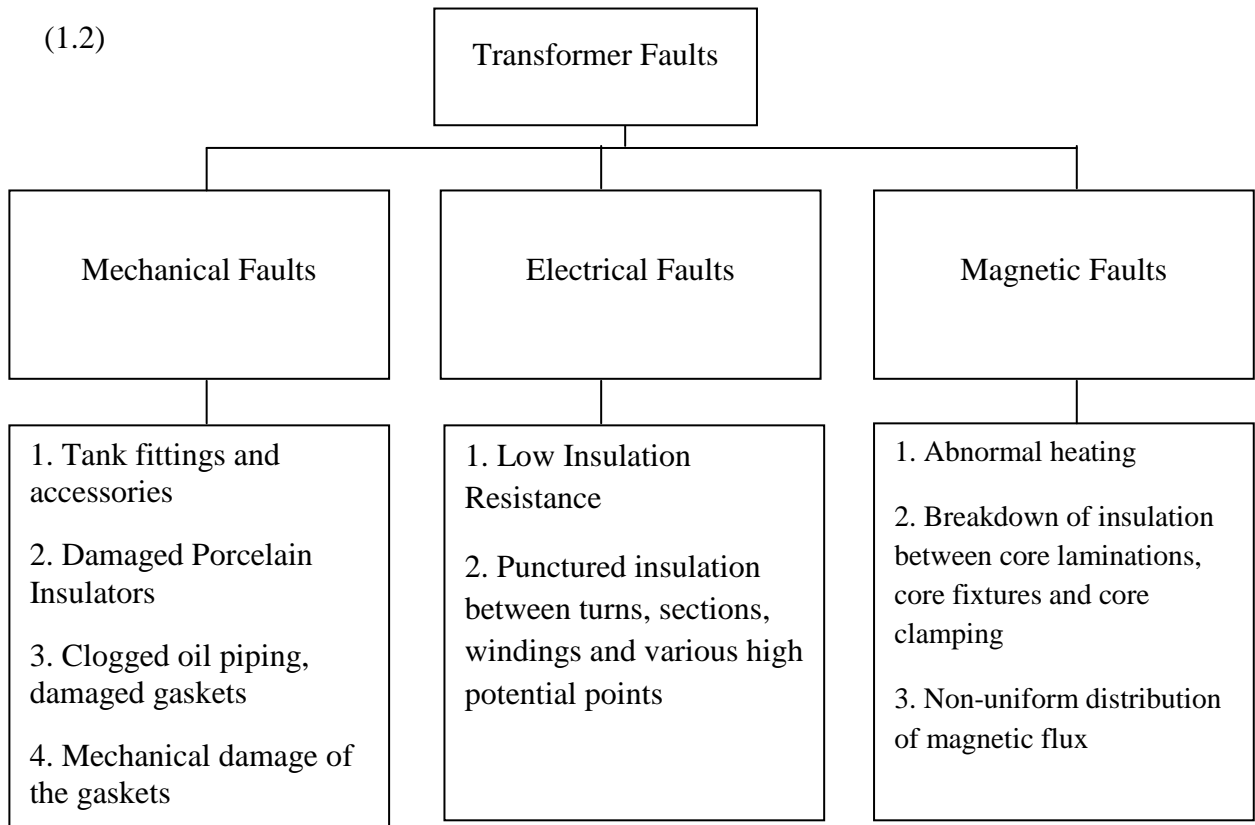 (1.2)
Transformer Faults
Mechanical Faults
Electrical Faults
Magnetic Faults
1. Tank fittings and
accessories
2. Damaged Porcelain
Insulators
3. Clogged oil piping,
damaged gaskets
4. Mechanical damage of
the gaskets
1. Low Insulation
Resistance
2. Punctured insulation
between turns, sections,
windings and various high
potential points
1. Abnormal heating
2. Breakdown of insulation
between core laminations,
core fixtures and core
clamping
3. Non-uniform distribution
of magnetic flux